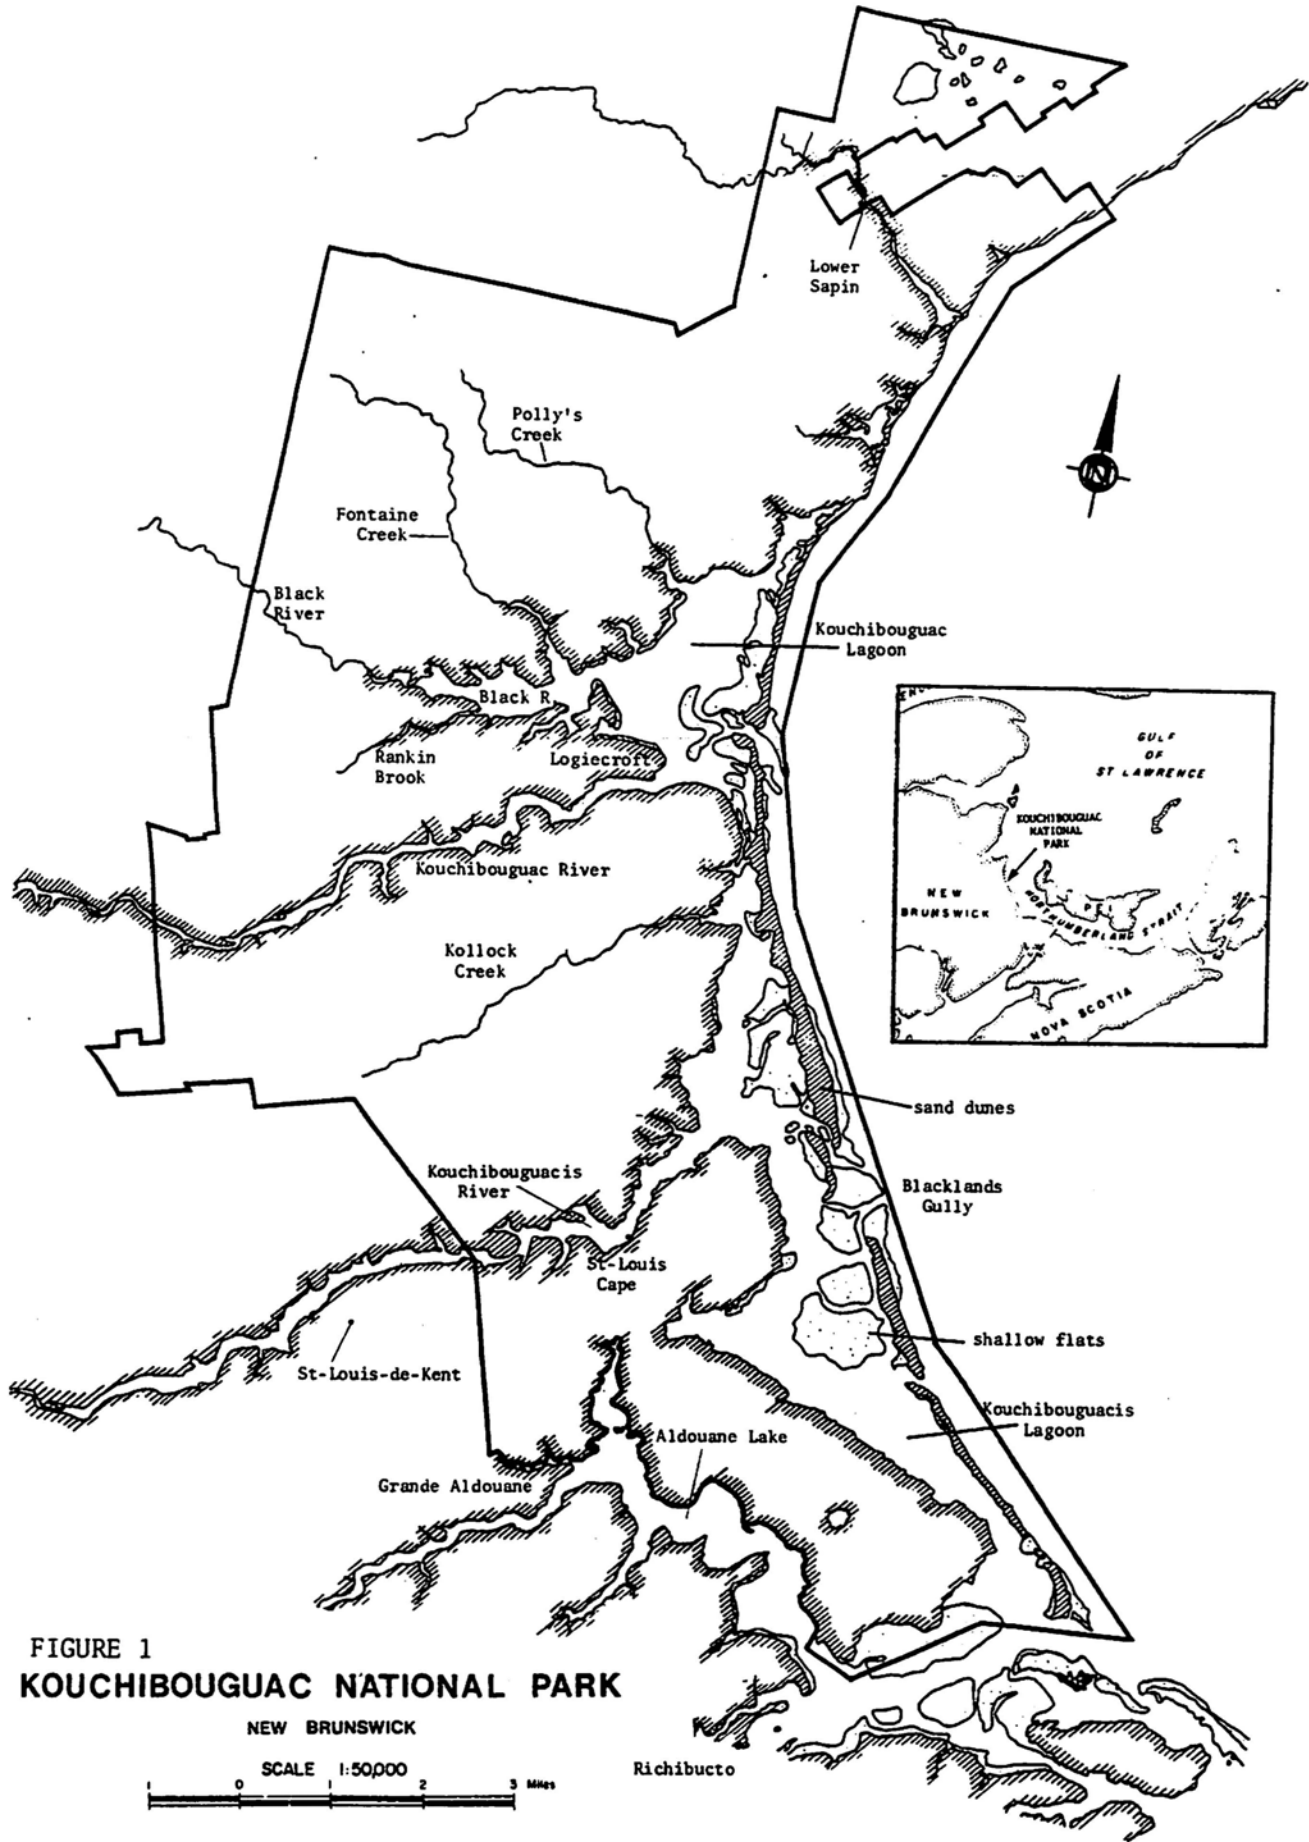 Lower
Sapin
Polly's
Creek
Fontaine
Creek
Black
River
Kouchibouguac
Lagoon
Black R.
Rankin
Brook
Logiecroft
Kouchibouguac River
Kollock
Creek
N
GULF
OF
ST LAWRENCE
KOUCHIBOUGUAC
NATIONAL
PARK
NEW
BRUNSWICK
P E I
NORTHUMBERLAND STRAIT
NOVA SCOTIA
sand dunes
Kouchibouguacis
River
Blacklands
Gully
St-Louis
Cape
shallow flats
St-Louis-de-Kent
Kouchibouguacis
Lagoon
Aldouane Lake
Grande Aldouane
Richibucto
FIGURE 1
KOUCHIBOUGUAC NATIONAL PARK
NEW BRUNSWICK
SCALE 1:50,000
1 0 2 3 Miles